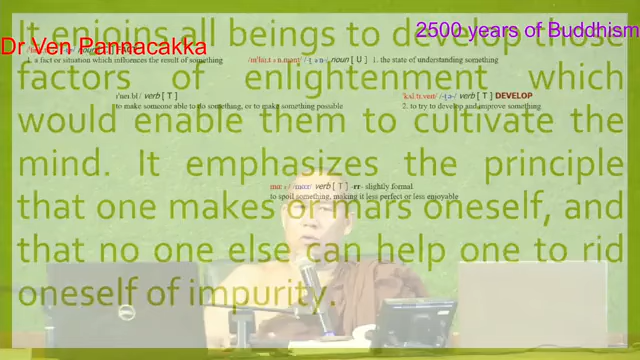 2500 years of Buddhism
Dr Ven Pannacakka
It enjoins all beings to develop those
1. a fact or situation which influences the result of something
noun [ U ] 1. the state of understanding something
factors of enlightenment which
verb [ T ]
to make someone able to do something, or to make something possible
verb [ T ] DEVELOP
2. to try to develop and improve something
would enable them to cultivate the
mind. It emphasizes the principle
verb [ T ] -rr- slightly formal
to spoil something, making it less perfect or less enjoyable
that one makes or mars oneself, and
that no one else can help one to rid
oneself of impurity.